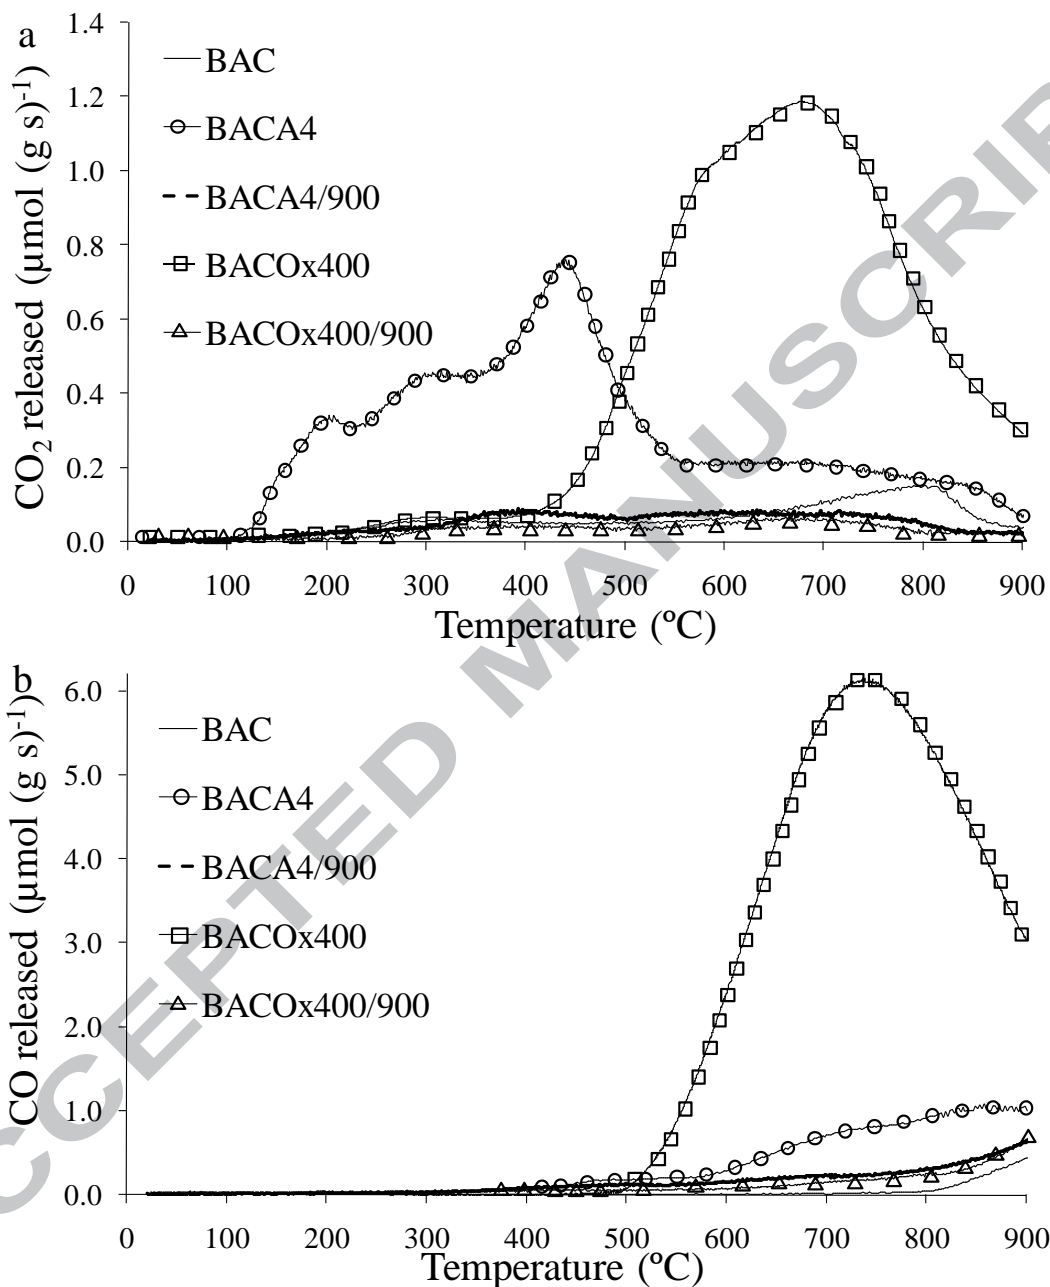 a
CO₂ released (µmol (g s)⁻¹)
1.4
1.2
1.0
0.8
0.6
0.4
0.2
0.0
BAC
BACA4
BACA4/900
BACOx400
BACOx400/900
0 100 200 300 400 500 600 700 800 900
Temperature (ºC)
b
CO released (µmol (g s)⁻¹)
6.0
5.0
4.0
3.0
2.0
1.0
0.0
BAC
BACA4
BACA4/900
BACOx400
BACOx400/900
0 100 200 300 400 500 600 700 800 900
Temperature (ºC)
CCEPTED MANUSCRIP